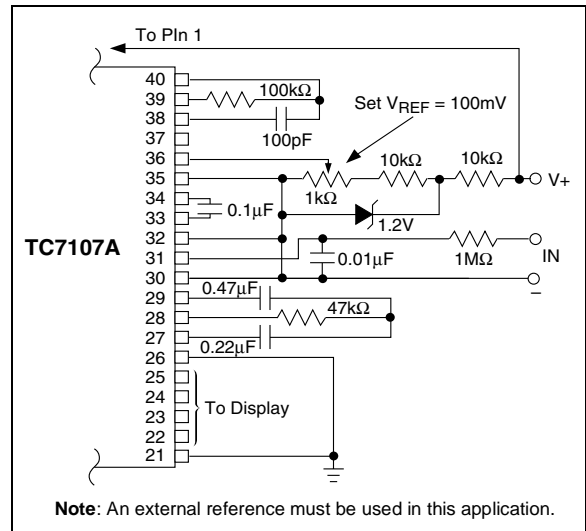 To PIn 1
40
39
38
37
36
35
34
33
32
31
30
29
28
27
26
25
24
23
22
21
TC7107A
100kΩ
100pF
Set VREF = 100mV
1kΩ
10kΩ
10kΩ
V+
1.2V
0.1µF
0.01µF
1MΩ
IN
–
0.47µF
47kΩ
0.22µF
To Display
Note: An external reference must be used in this application.